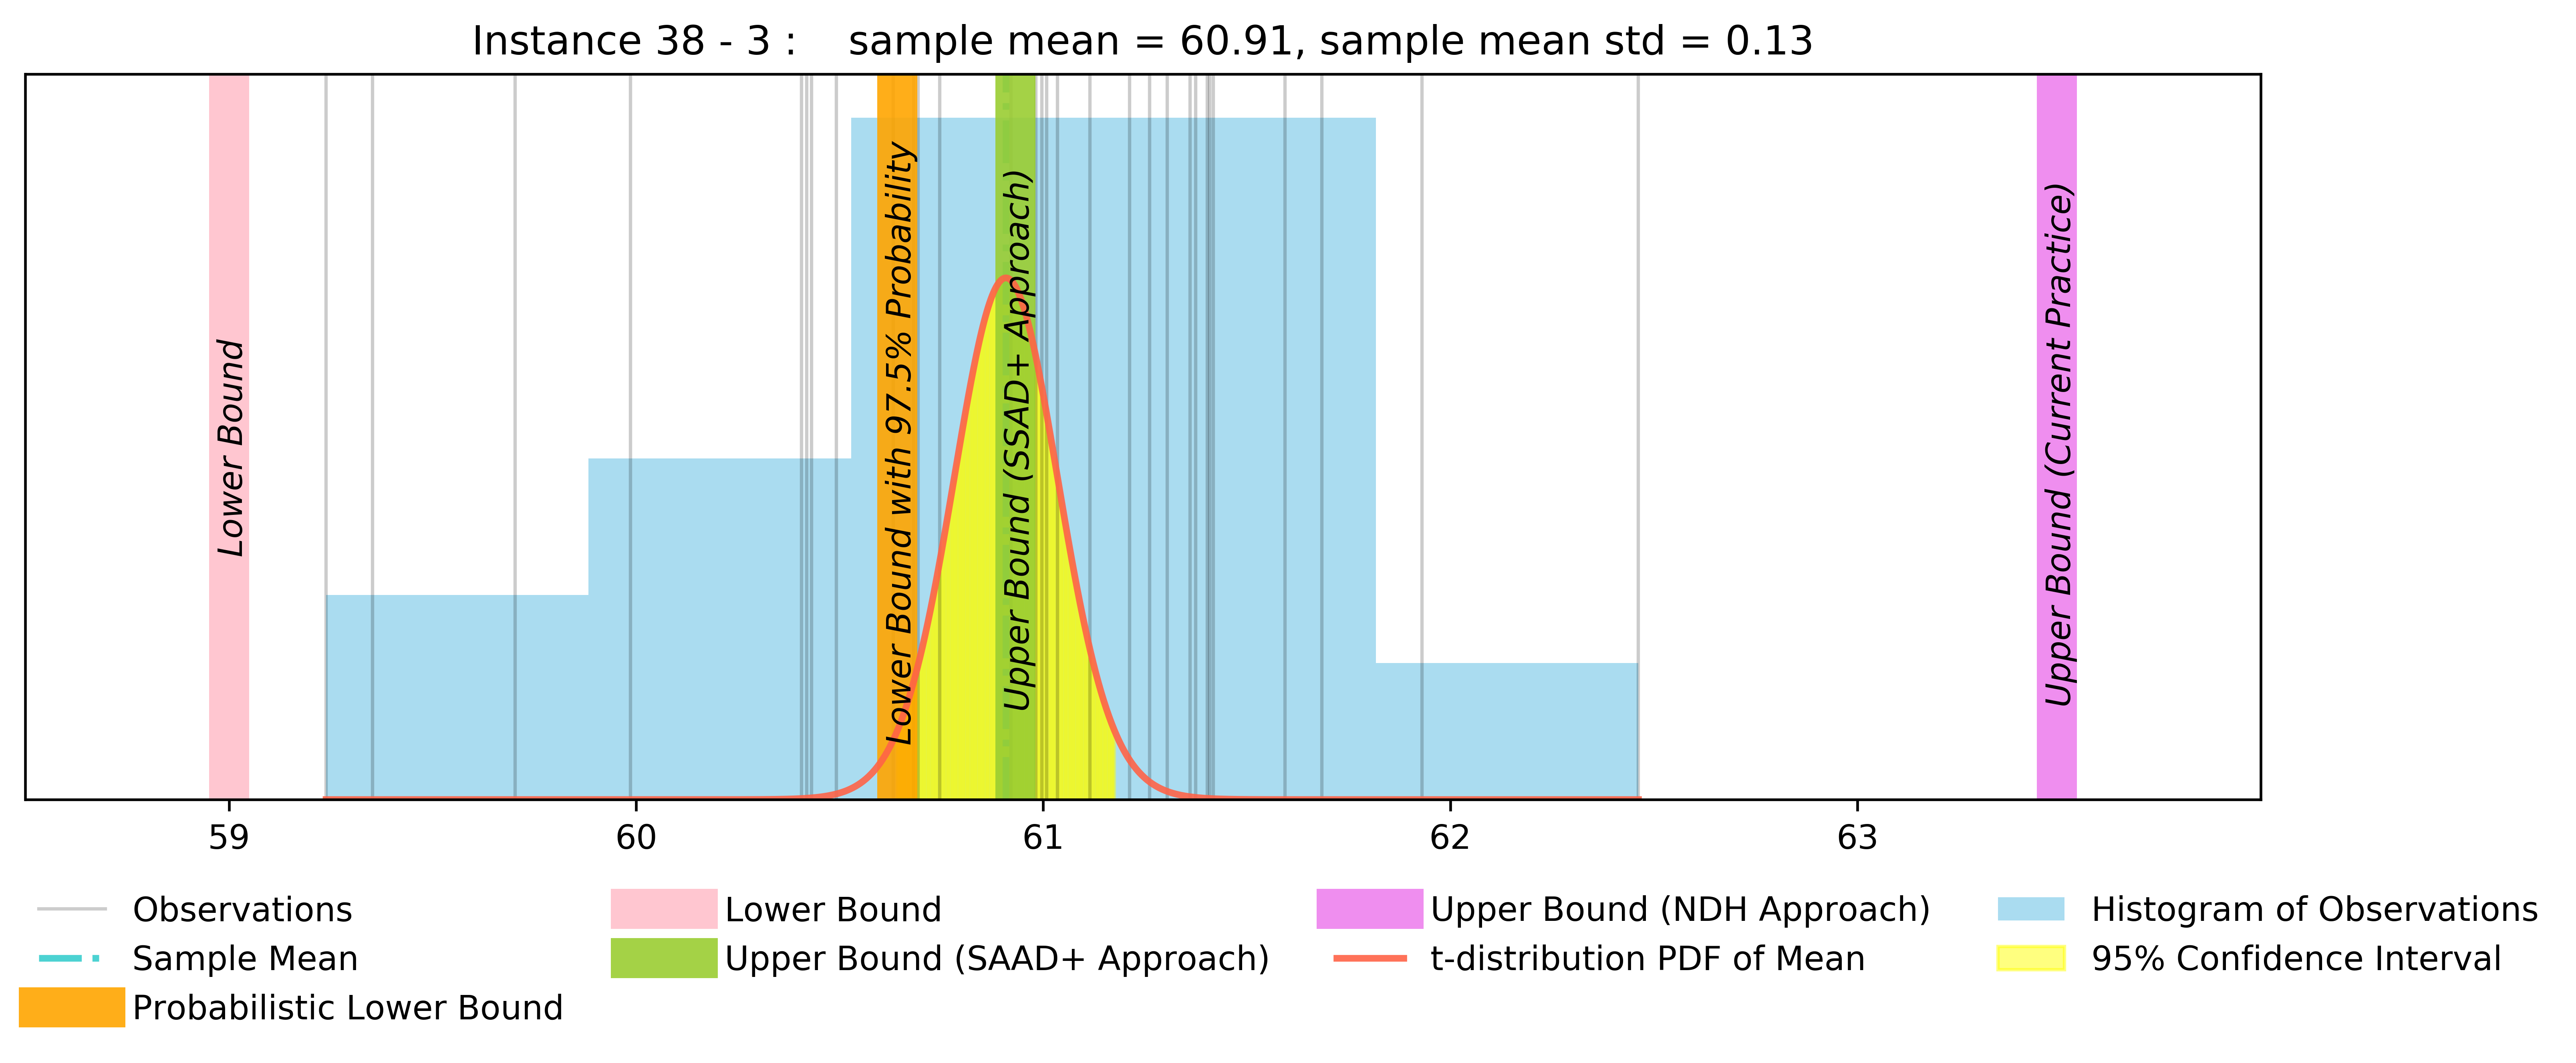 Instance 38 - 3 : sample mean = 60.91, sample mean std = 0.13
Lower Bound
Lower Bound with 97.5% Probability
Upper Bound (SSAD+ Approach)
Upper Bound (Current Practice)
59 60 61 62 63
Observations
Sample Mean
Probabilistic Lower Bound
Lower Bound
Upper Bound (SAAD+ Approach)
Upper Bound (NDH Approach)
t-distribution PDF of Mean
Histogram of Observations
95% Confidence Interval